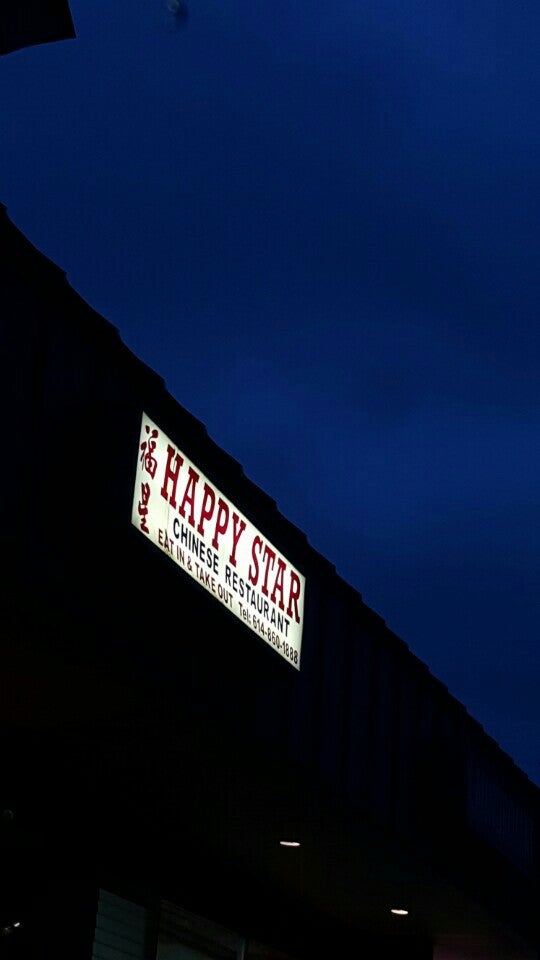 福星
HAPPY STAR
CHINESE RESTAURANT
EAT IN & TAKE OUT Tel: 614-860-1888